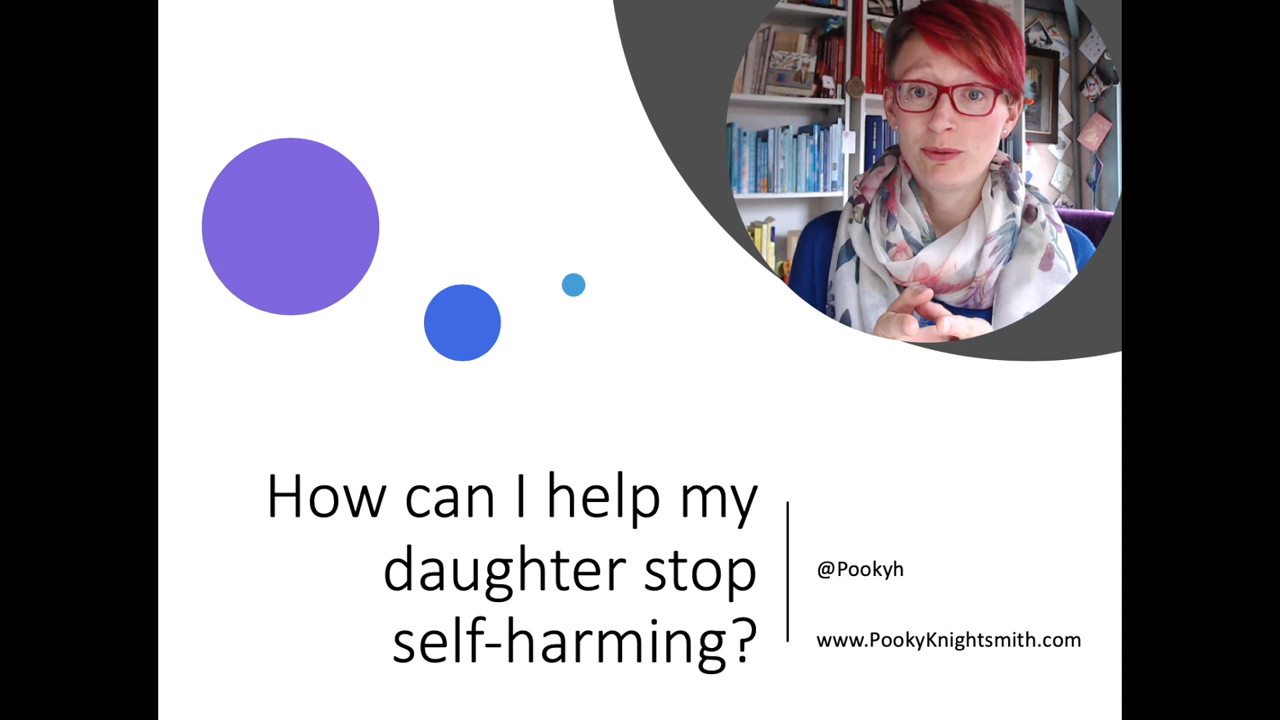 How can I help my
daughter stop
self-harming?
@Pookyh
www.PookyKnightsmith.com